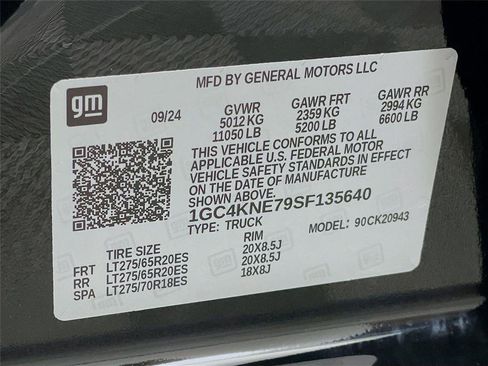 MFD BY GENERAL MOTORS LLC
gm
09/24
GVWR
5012 KG
11050 LB
GAWR FRT
2359 KG
5200 LB
GAWR RR
2994 KG
6600 LB
THIS VEHICLE CONFORMS TO ALL
APPLICABLE U.S. FEDERAL MOTOR
VEHICLE SAFETY STANDARDS IN EFFECT
ON THE DATE OF MANUFACTURE
SHOWN ABOVE.
1GC4KNE79SF135640
TYPE: TRUCK
MODEL: 90CK20943
TIRE SIZE RIM
FRT LT275/65R20ES 20X8.5J
RR LT275/65R20ES 20X8.5J
SPA LT275/70R18ES 18X8J